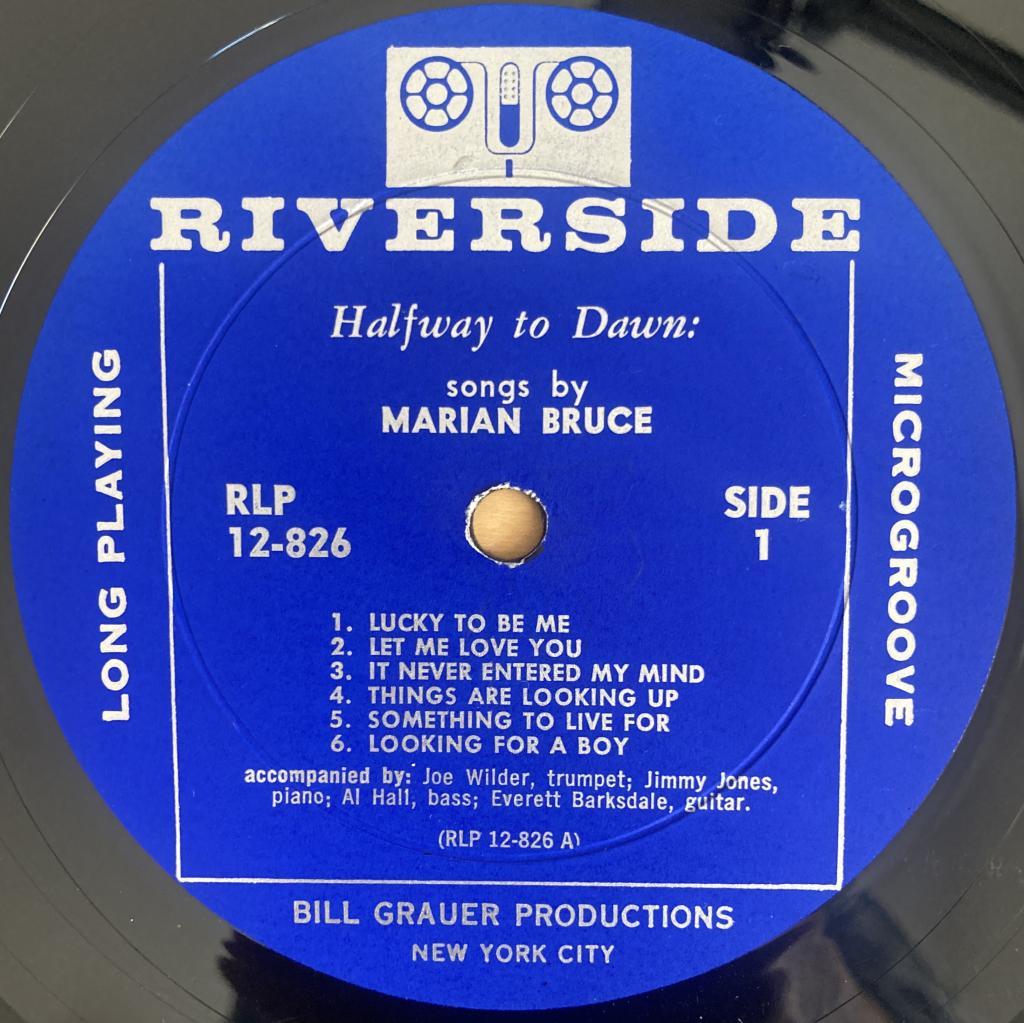 RIVERSIDE
Halfway to Dawn:
songs by
MARIAN BRUCE
LONG PLAYING
MICROGROOVE
RLP
12-826
SIDE
1
1. LUCKY TO BE ME
2. LET ME LOVE YOU
3. IT NEVER ENTERED MY MIND
4. THINGS ARE LOOKING UP
5. SOMETHING TO LIVE FOR
6. LOOKING FOR A BOY
accompanied by: Joe Wilder, trumpet; Jimmy Jones,
piano; Al Hall, bass; Everett Barksdale, guitar.
(RLP 12-826 A)
BILL GRAUER PRODUCTIONS
NEW YORK CITY